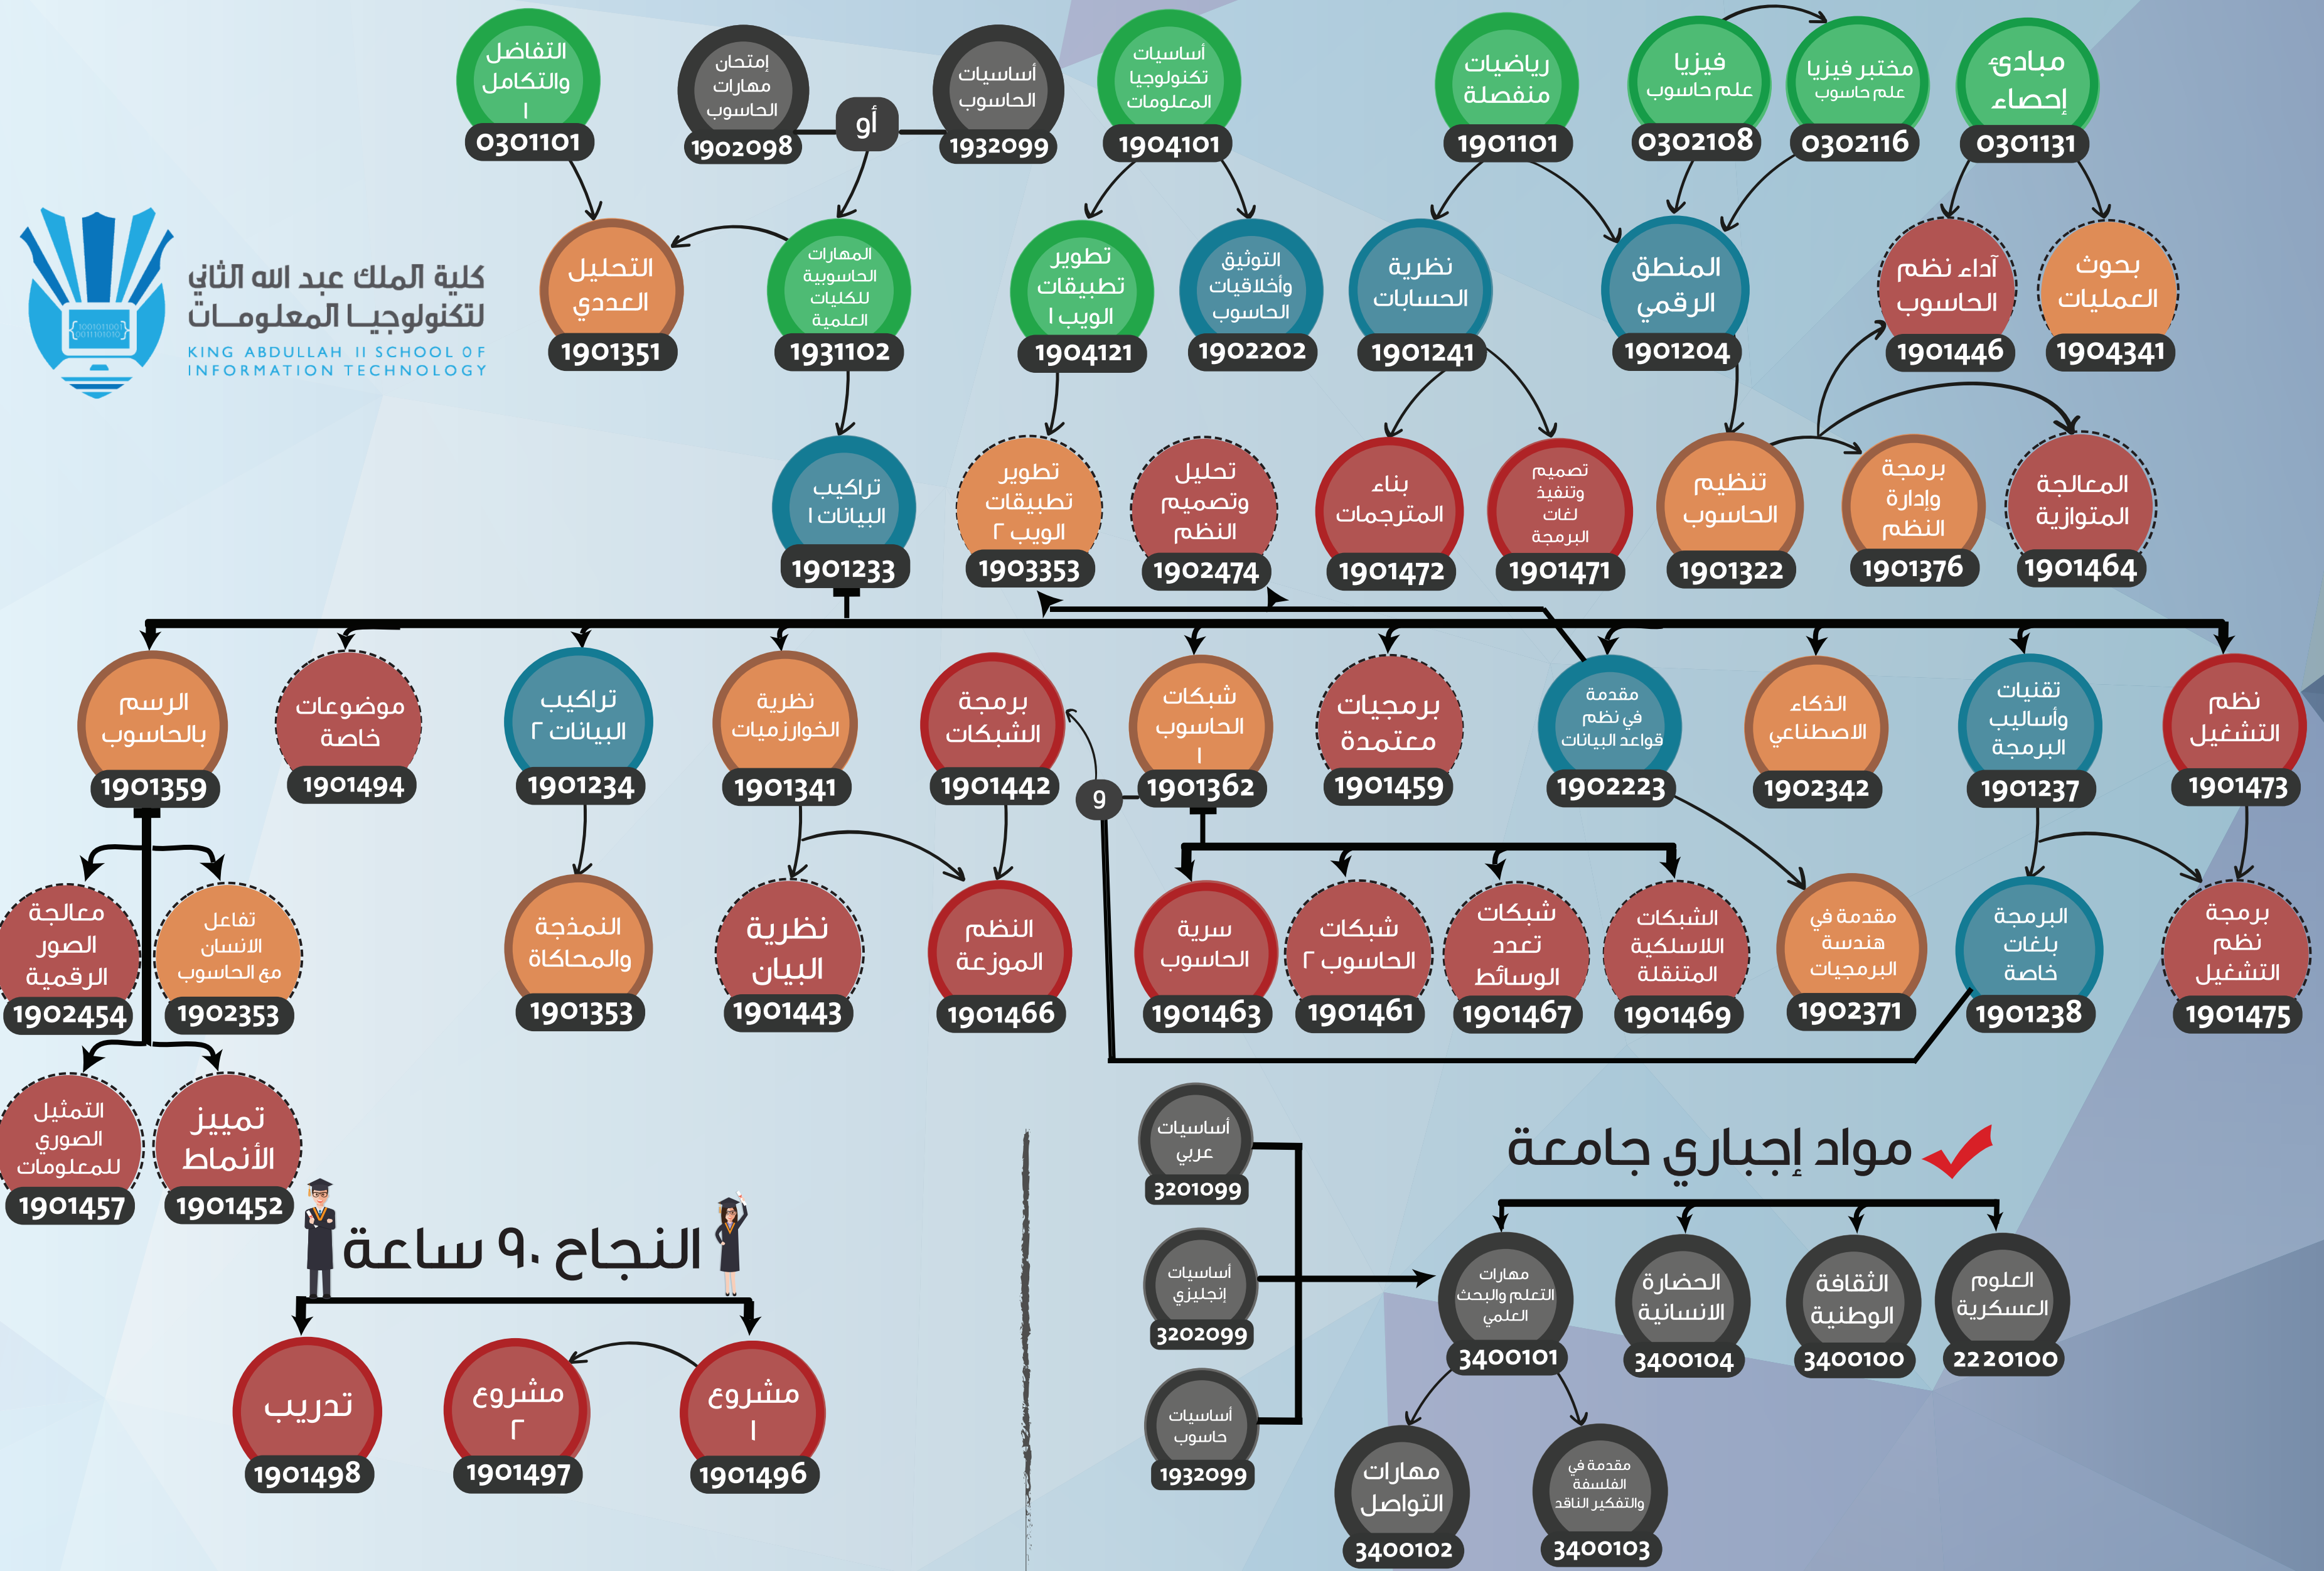 التفاضل
والتكامل
١
0301101
إمتحان
مهارات
الحاسوب
1902098
أو
أساسيات
الحاسوب
1932099
أساسيات
تكنولوجيا
المعلومات
1904101
رياضيات
منفصلة
1901101
فيزيا
علم حاسوب
0302108
مختبر فيزيا
علم حاسوب
0302116
مبادئ
إحصاء
0301131
كلية الملك عبد الله الثاني
لتكنولوجيا المعلومات
KING ABDULLAH II SCHOOL OF
INFORMATION TECHNOLOGY
100101100
0011101010
التحليل
العددي
1901351
المهارات
الحاسوبية
للكليات
العلمية
1931102
تطوير
تطبيقات
الويب ١
1904121
التوثيق
وأخلاقيات
الحاسوب
1902202
نظرية
الحسابات
1901241
المنطق
الرقمي
1901204
آداء نظم
الحاسوب
1901446
بحوث
العمليات
1904341
تراكيب
البيانات ١
1901233
تطوير
تطبيقات
الويب ٢
1903353
تحليل
وتصميم
النظم
1902474
بناء
المترجمات
1901472
تصميم
وتنفيذ
لغات
البرمجة
1901471
تنظيم
الحاسوب
1901322
برمجة
وإدارة
النظم
1901376
المعالجة
المتوازية
1901464
الرسم
بالحاسوب
1901359
موضوعات
خاصة
1901494
تراكيب
البيانات ٢
1901234
نظرية
الخوارزميات
1901341
برمجة
الشبكات
1901442
و
شبكات
الحاسوب
١
1901362
برمجيات
معتمدة
1901459
مقدمة
في نظم
قواعد البيانات
1902223
الذكاء
الاصطناعي
1902342
تقنيات
وأساليب
البرمجة
1901237
نظم
التشغيل
1901473
معالجة
الصور
الرقمية
1902454
تفاعل
الانسان
مع الحاسوب
1902353
النمذجة
والمحاكاة
1901353
نظرية
البيان
1901443
النظم
الموزعة
1901466
سرية
الحاسوب
1901463
شبكات
الحاسوب ٢
1901461
شبكات
تعدد
الوسائط
1901467
الشبكات
اللاسلكية
المتنقلة
1901469
مقدمة في
هندسة
البرمجيات
1902371
البرمجة
بلغات
خاصة
1901238
برمجة
نظم
التشغيل
1901475
التمثيل
الصوري
للمعلومات
1901457
تمييز
الأنماط
1901452
النجاح ٩٠ ساعة
تدريب
1901498
مشروع
٢
1901497
مشروع
١
1901496
أساسيات
عربي
3201099
أساسيات
إنجليزي
3202099
أساسيات
حاسوب
1932099
مواد إجباري جامعة
مهارات
التعلم والبحث
العلمي
3400101
الحضارة
الانسانية
3400104
الثقافة
الوطنية
3400100
العلوم
العسكرية
2220100
مهارات
التواصل
3400102
مقدمة في
الفلسفة
والتفكير الناقد
3400103